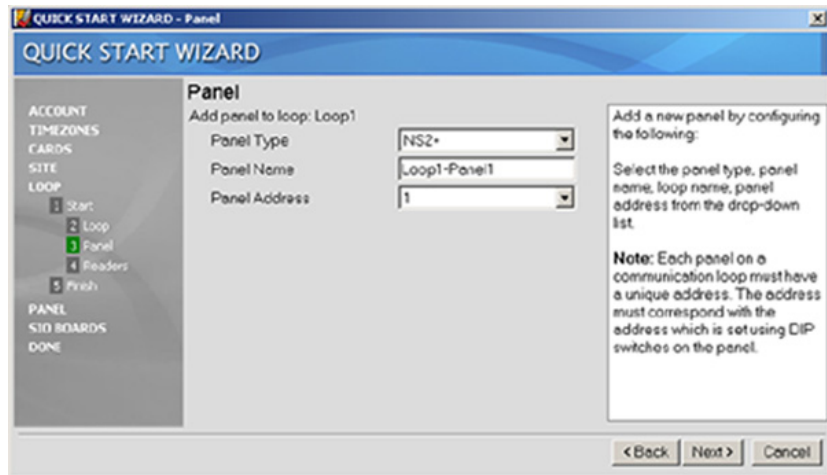 QUICK START WIZARD - Panel
QUICK START WIZARD
ACCOUNT
TIMEZONES
CARDS
SITE
LOOP
1 Start
2 Loop
3 Panel
4 Readers
5 Finish
PANEL
SIO BOARDS
DONE
Panel
Add panel to loop: Loop1
Panel Type NS2+
Panel Name Loop1-Panel1
Panel Address 1
Add a new panel by configuring
the following:
Select the panel type, panel
name, loop name, panel
address from the drop-down
list.
Note: Each panel on a
communication loop must have
a unique address. The address
must correspond with the
address which is set using DIP
switches on the panel.
<Back Next> Cancel